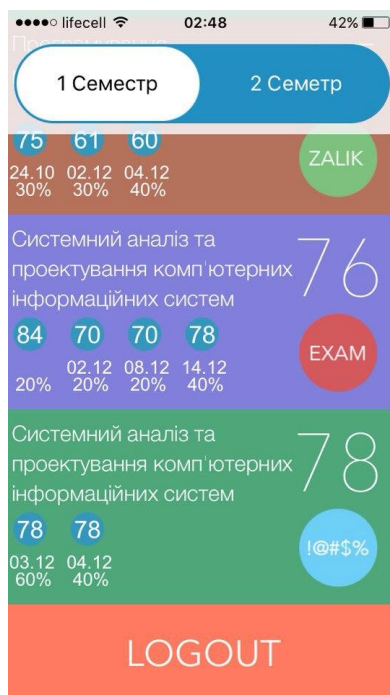 lifecell 02:48 42%
1 Семестр 2 Семетр
75 61 60
ZALIK
24.10 02.12 04.12
30% 30% 40%
Системний аналіз та
проектування комп'ютерних
інформаційних систем
76
84 70 70 78
EXAM
02.12 08.12 14.12
20% 20% 20% 40%
Системний аналіз та
проектування комп'ютерних
інформаційних систем
78
78 78
!@#$%
03.12 04.12
60% 40%
LOGOUT